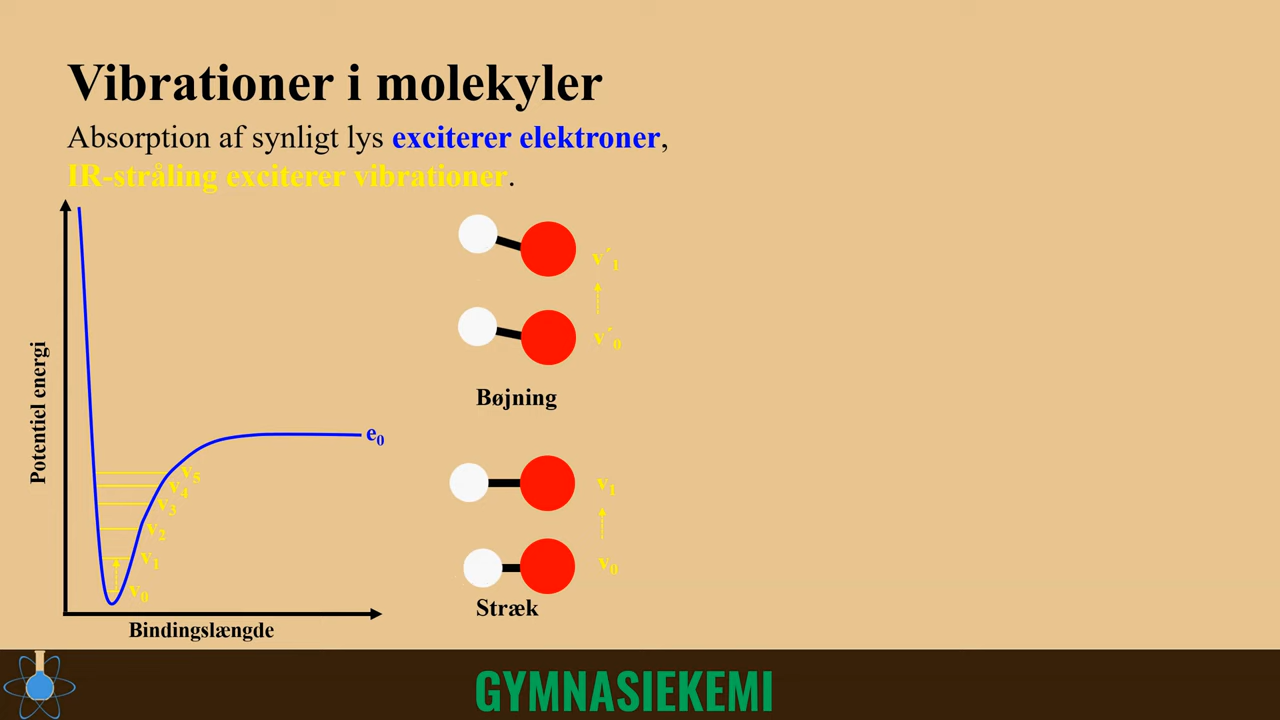 Vibrationer i molekyler
Absorption af synligt lys exciterer elektroner,
IR-stråling exciterer vibrationer.
Potentiel energi
e₀
v₅
v₄
v₃
v₂
v₁
v₀
Bindingslængde
v´₁
v´₀
Bøjning
v₁
v₀
Stræk
GYMNASIEKEMI